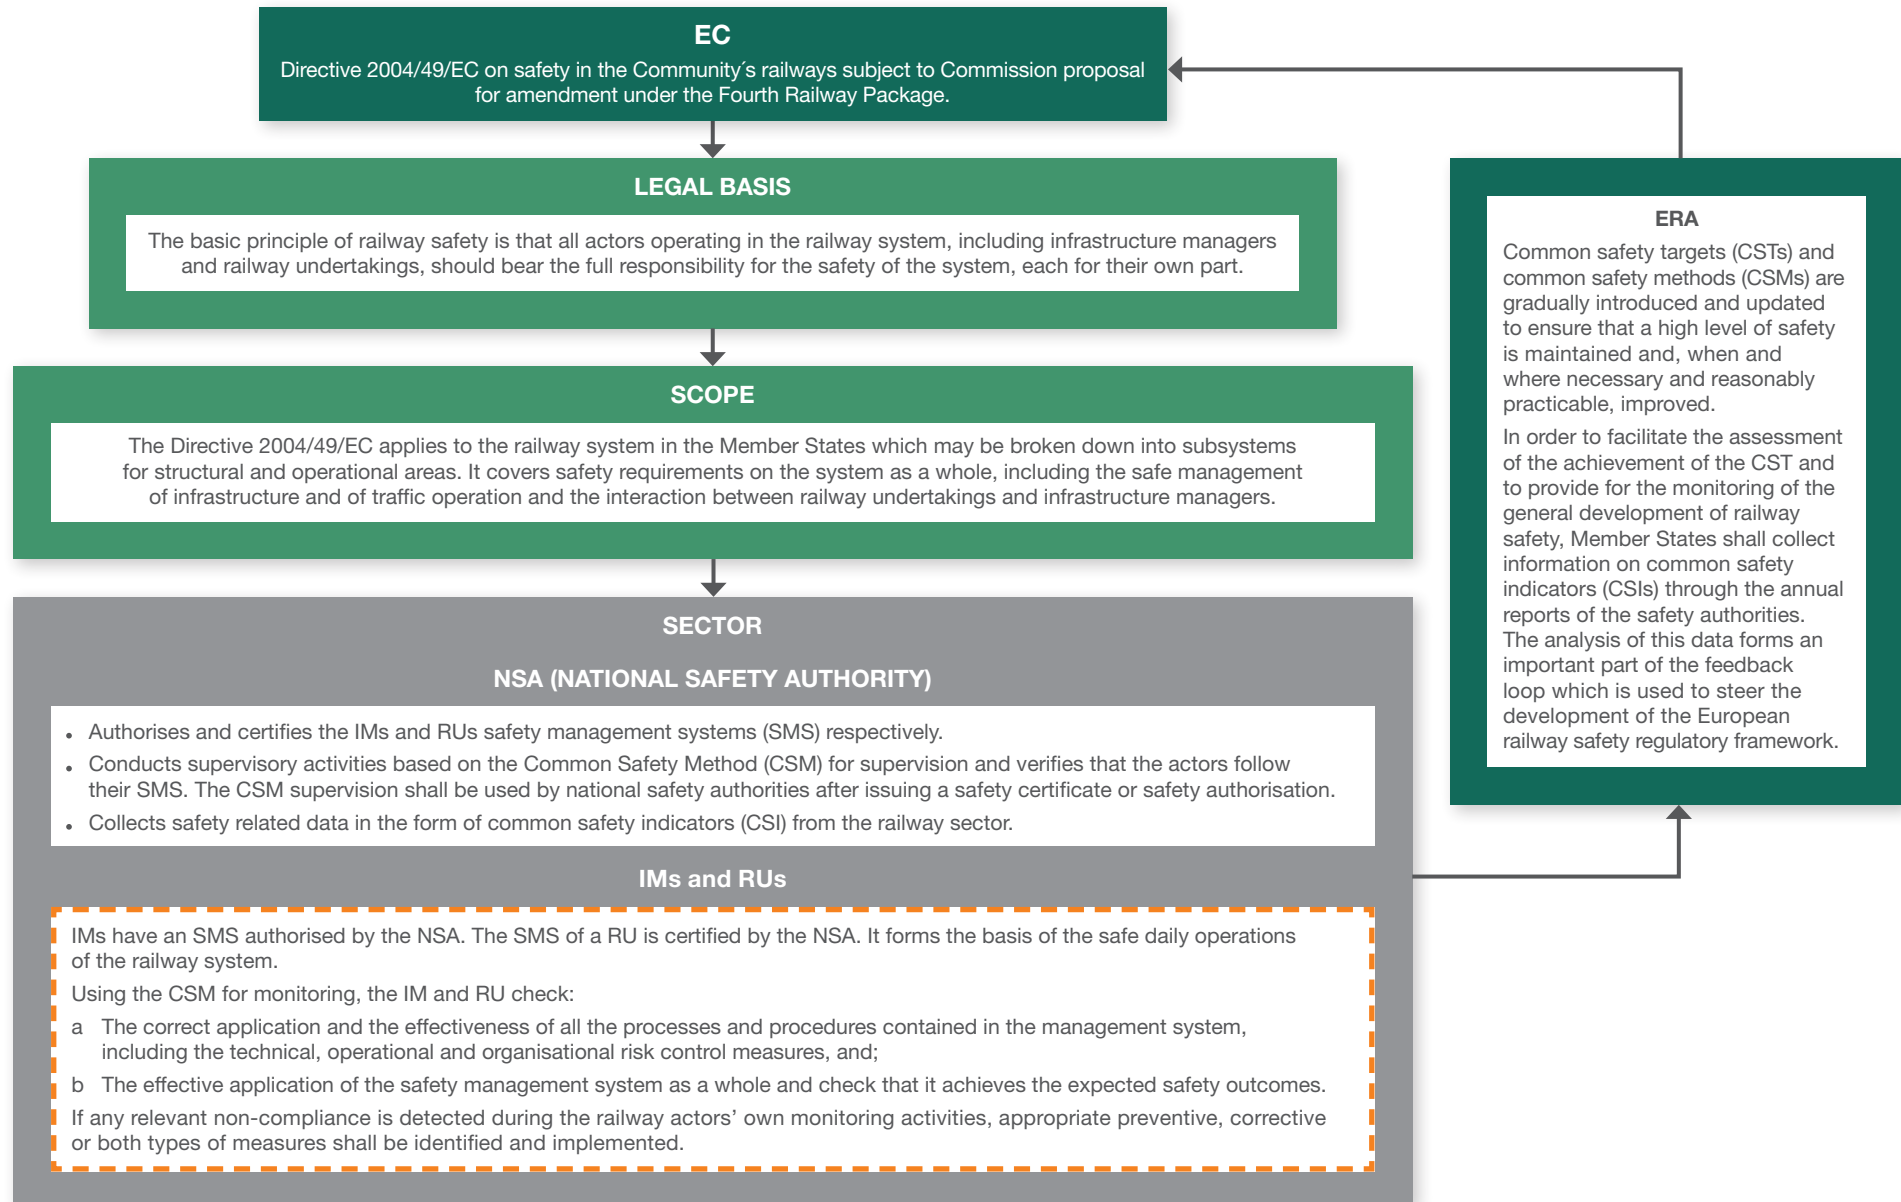 EC
Directive 2004/49/EC on safety in the Community´s railways subject to Commission proposal
for amendment under the Fourth Railway Package.
LEGAL BASIS
The basic principle of railway safety is that all actors operating in the railway system, including infrastructure managers
and railway undertakings, should bear the full responsibility for the safety of the system, each for their own part.
SCOPE
The Directive 2004/49/EC applies to the railway system in the Member States which may be broken down into subsystems
for structural and operational areas. It covers safety requirements on the system as a whole, including the safe management
of infrastructure and of traffic operation and the interaction between railway undertakings and infrastructure managers.
SECTOR
NSA (NATIONAL SAFETY AUTHORITY)
• Authorises and certifies the IMs and RUs safety management systems (SMS) respectively.
• Conducts supervisory activities based on the Common Safety Method (CSM) for supervision and verifies that the actors follow
their SMS. The CSM supervision shall be used by national safety authorities after issuing a safety certificate or safety authorisation.
• Collects safety related data in the form of common safety indicators (CSI) from the railway sector.
IMs and RUs
IMs have an SMS authorised by the NSA. The SMS of a RU is certified by the NSA. It forms the basis of the safe daily operations
of the railway system.
Using the CSM for monitoring, the IM and RU check:
a The correct application and the effectiveness of all the processes and procedures contained in the management system,
including the technical, operational and organisational risk control measures, and;
b The effective application of the safety management system as a whole and check that it achieves the expected safety outcomes.
If any relevant non-compliance is detected during the railway actors’ own monitoring activities, appropriate preventive, corrective
or both types of measures shall be identified and implemented.
ERA
Common safety targets (CSTs) and
common safety methods (CSMs) are
gradually introduced and updated
to ensure that a high level of safety
is maintained and, when and
where necessary and reasonably
practicable, improved.
In order to facilitate the assessment
of the achievement of the CST and
to provide for the monitoring of the
general development of railway
safety, Member States shall collect
information on common safety
indicators (CSIs) through the annual
reports of the safety authorities.
The analysis of this data forms an
important part of the feedback
loop which is used to steer the
development of the European
railway safety regulatory framework.